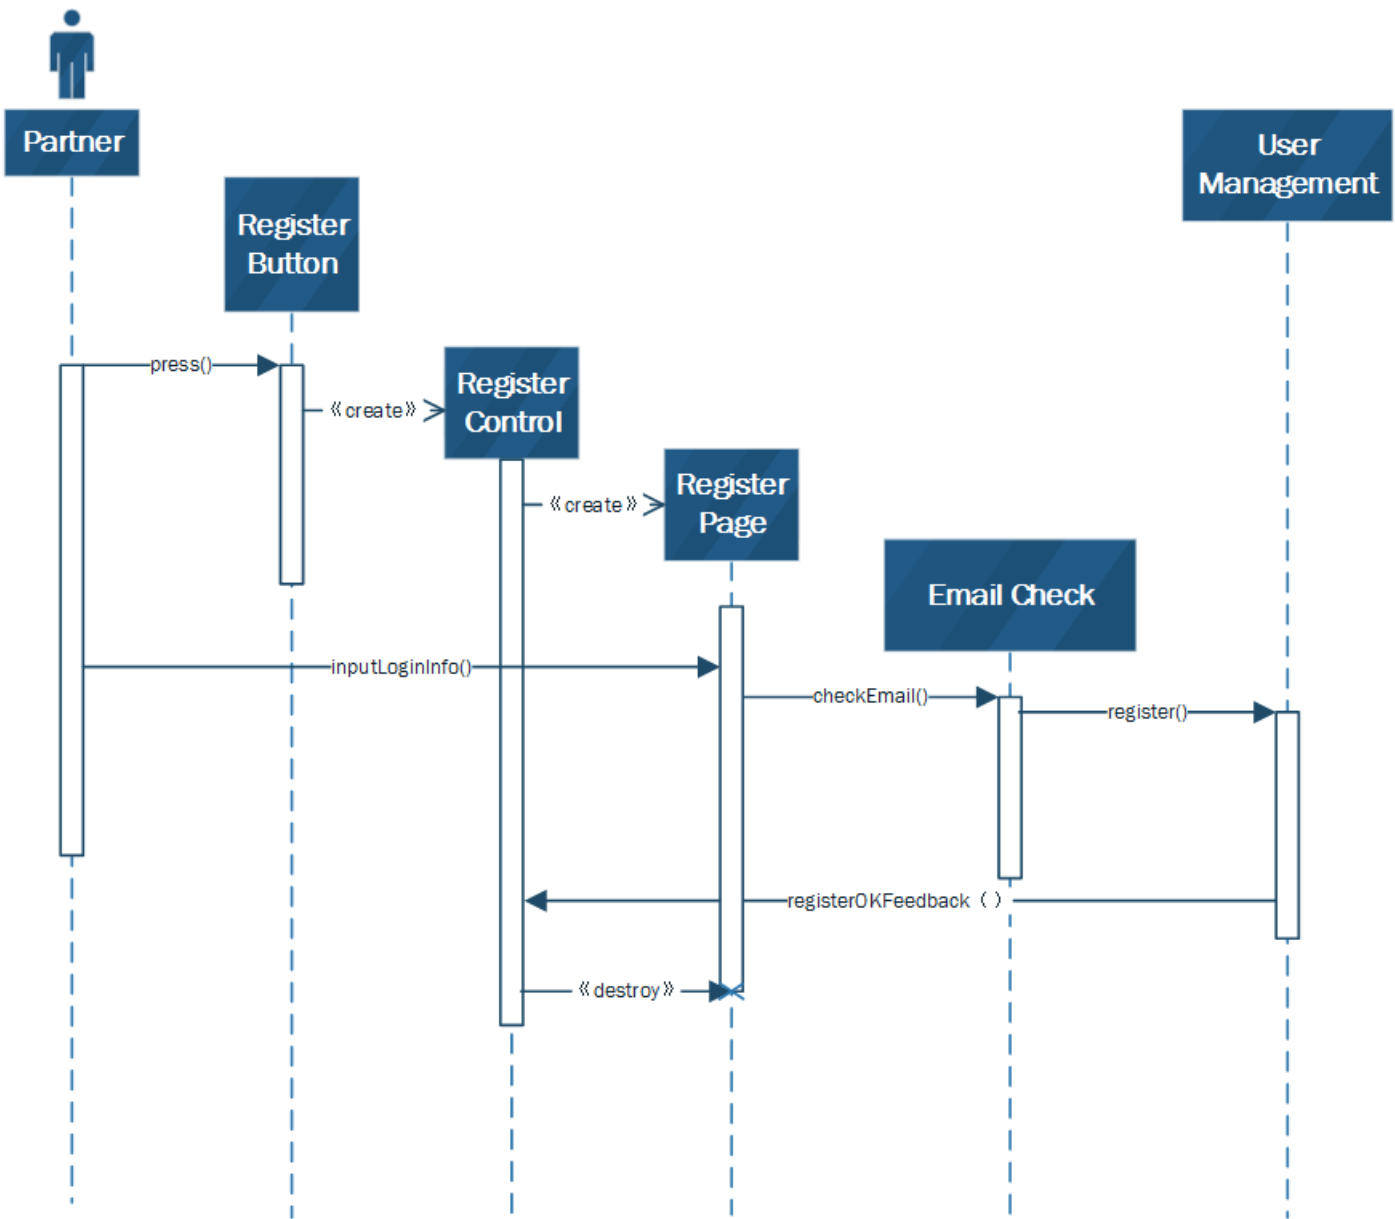 Partner
User
Management
Register
Button
press()
Register
Control
《create》
Register
Page
《create》
Email Check
inputLoginInfo()
checkEmail()
register()
registerOKFeedback（）
《destroy》